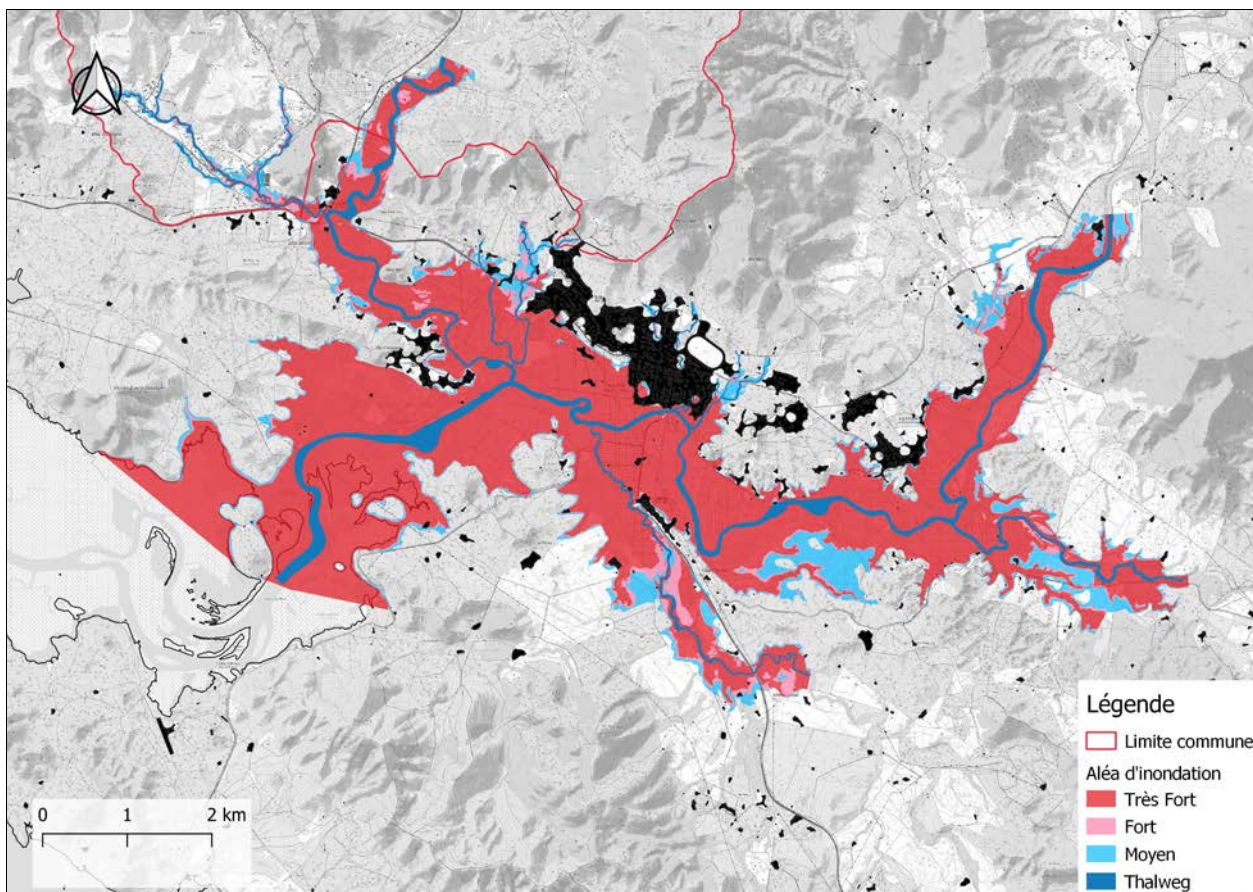 0 1 2 km
Légende
Limite commune
Aléa d'inondation
Très Fort
Fort
Moyen
Thalweg